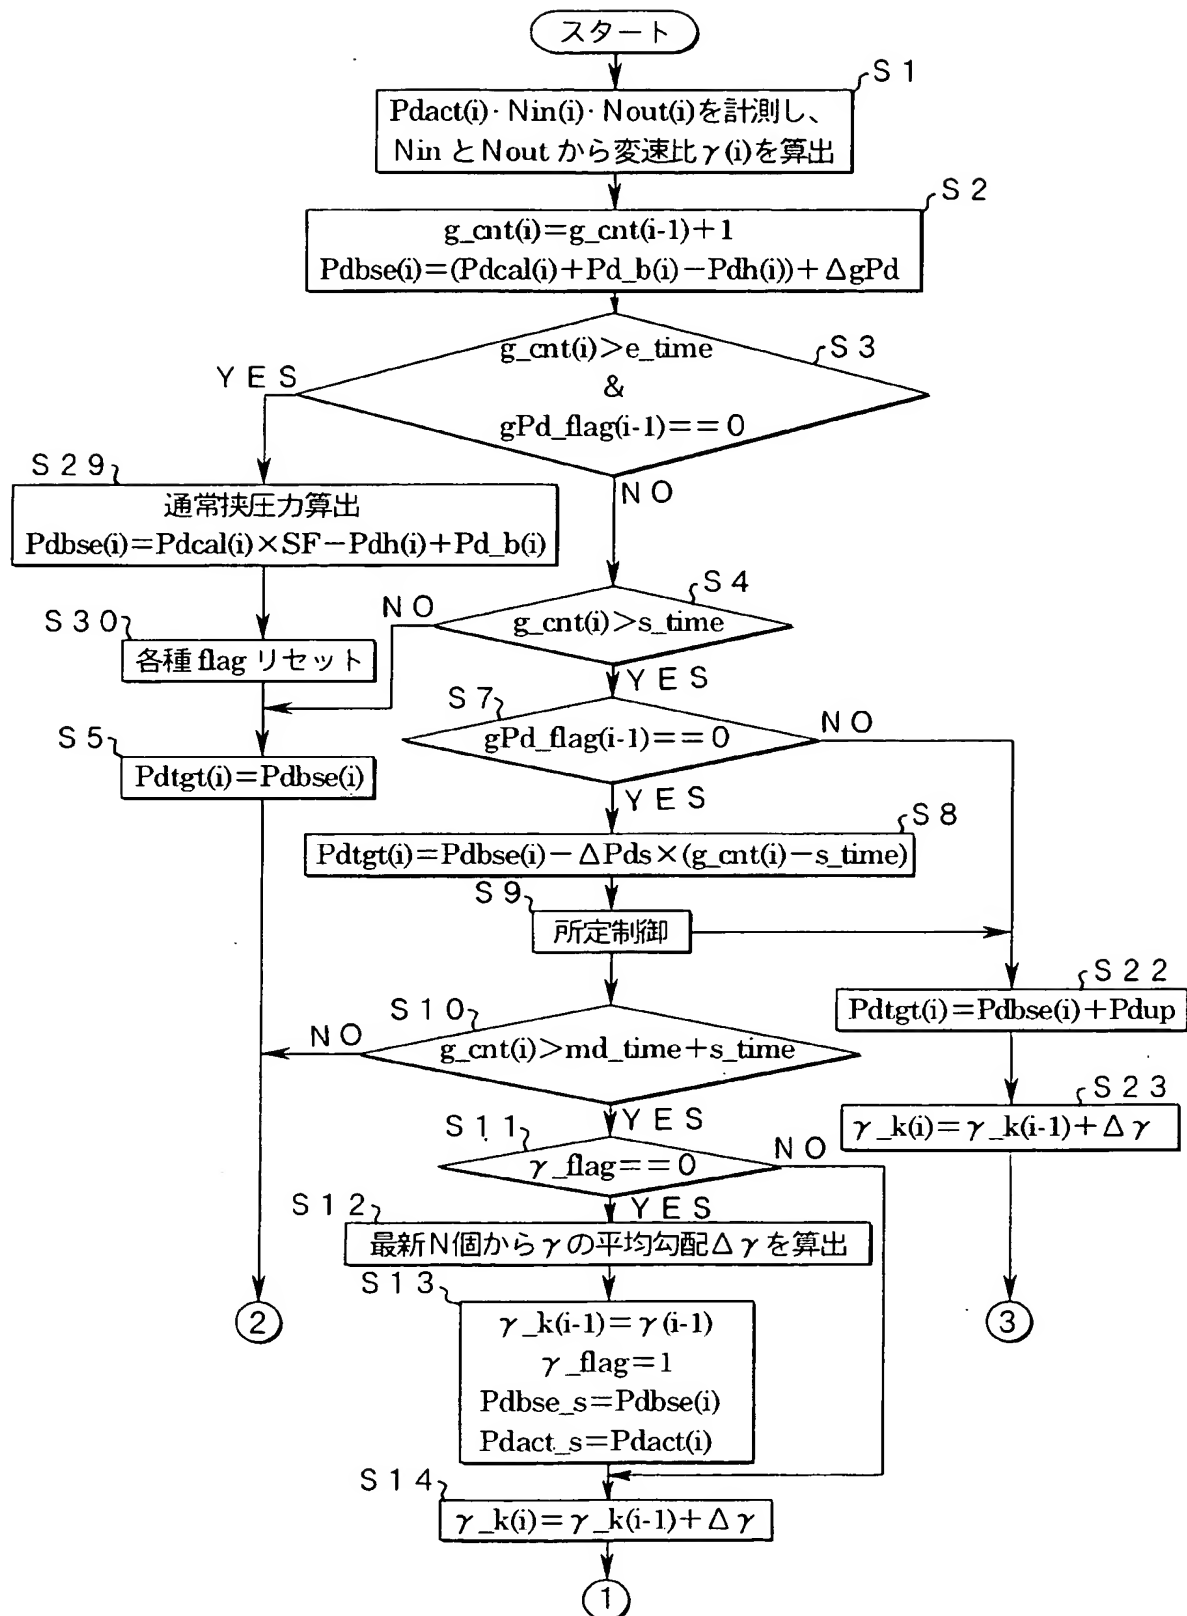 スタート
S1
Pdact(i)・Nin(i)・Nout(i)を計測し、
NinとNoutから変速比γ(i)を算出
S2
g_cnt(i)=g_cnt(i-1)+1
Pdbse(i)=(Pdcal(i)+Pd_b(i)−Pdh(i))+ΔgPd
S3
g_cnt(i)>e_time
&
gPd_flag(i-1)==0
YES
NO
S29
通常挟圧力算出
Pdbse(i)=Pdcal(i)×SF−Pdh(i)+Pd_b(i)
S30
各種flagリセット
S4
g_cnt(i)>s_time
NO
YES
S5
Pdtgt(i)=Pdbse(i)
S7
gPd_flag(i-1)==0
NO
YES
S8
Pdtgt(i)=Pdbse(i)−ΔPds×(g_cnt(i)−s_time)
S9
所定制御
S10
g_cnt(i)>md_time+s_time
NO
YES
S22
Pdtgt(i)=Pdbse(i)+Pdup
S23
γ_k(i)=γ_k(i-1)+Δγ
S11
γ_flag==0
NO
YES
S12
最新N個からγの平均勾配Δγを算出
S13
γ_k(i-1)=γ(i-1)
γ_flag=1
Pdbse_s=Pdbse(i)
Pdact_s=Pdact(i)
②
③
S14
γ_k(i)=γ_k(i-1)+Δγ
①